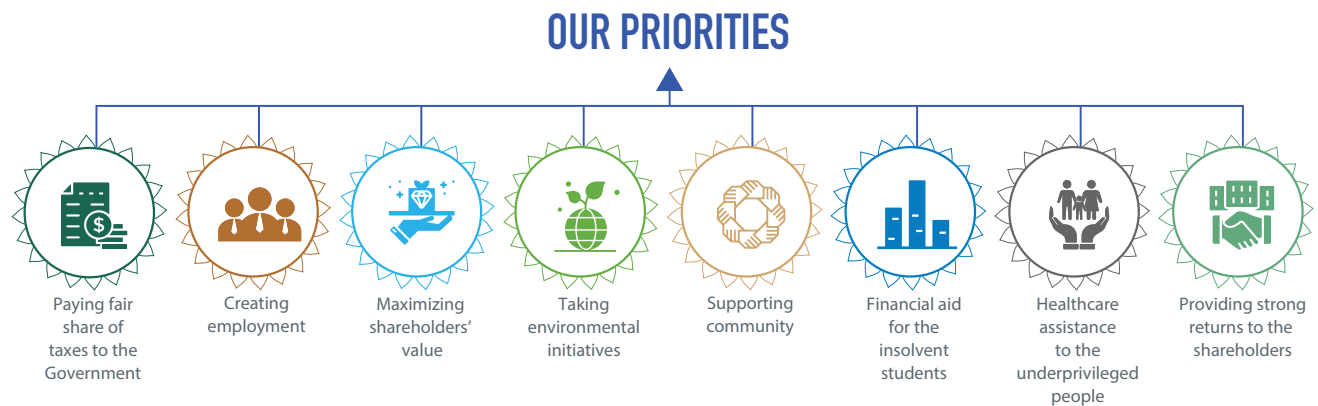 OUR PRIORITIES
$
Paying fair
share of
taxes to the
Government
Creating
employment
Maximizing
shareholders'
value
Taking
environmental
initiatives
Supporting
community
Financial aid
for the
insolvent
students
Healthcare
assistance
to the
underprivileged
people
Providing strong
returns to the
shareholders